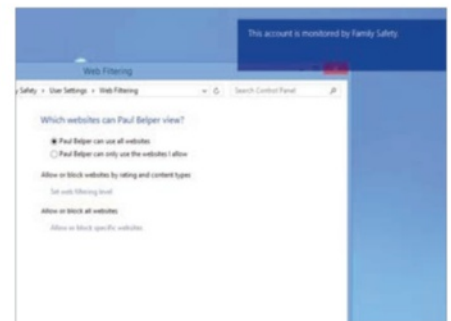 This account is monitored by Family Safety.
Web Filtering
y Safety › User Settings › Web Filtering
Search Control Panel
Which websites can Paul Belper view?
Paul Belper can use all websites
Paul Belper can only use the websites I allow
Allow or block websites by rating and content types
Set web filtering level
Allow or block all websites
Allow or block specific websites